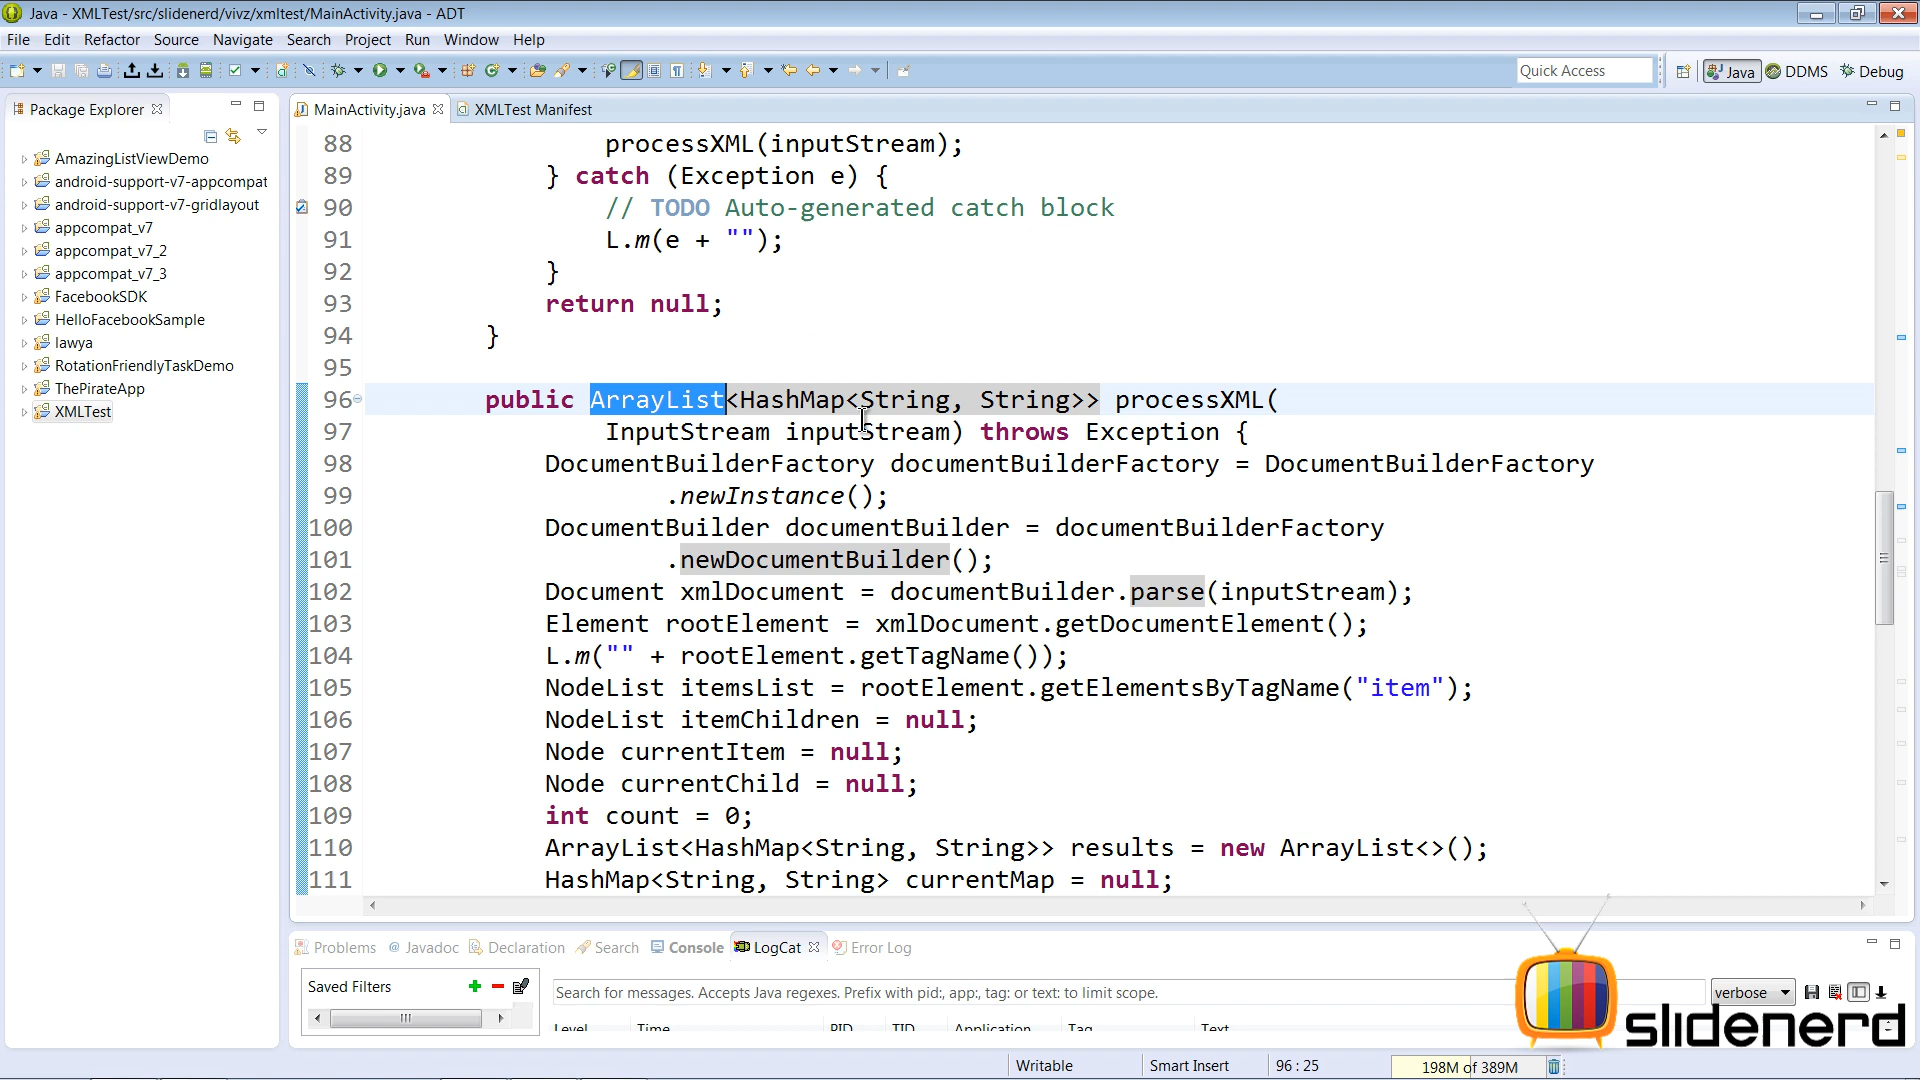 Java - XMLTest/src/slidenerd/vivz/xmltest/MainActivity.java - ADT
File Edit Refactor Source Navigate Search Project Run Window Help
Quick Access
Java DDMS Debug
Package Explorer
MainActivity.java XMLTest Manifest
AmazingListViewDemo
android-support-v7-appcompat
android-support-v7-gridlayout
appcompat_v7
appcompat_v7_2
appcompat_v7_3
FacebookSDK
HelloFacebookSample
lawya
RotationFriendlyTaskDemo
ThePirateApp
XMLTest
88 processXML(inputStream);
89 } catch (Exception e) {
90 // TODO Auto-generated catch block
91 L.m(e + "");
92 }
93 return null;
94 }
95
96 public ArrayList<HashMap<String, String>> processXML(
97 InputStream inputStream) throws Exception {
98 DocumentBuilderFactory documentBuilderFactory = DocumentBuilderFactory
99 .newInstance();
100 DocumentBuilder documentBuilder = documentBuilderFactory
101 .newDocumentBuilder();
102 Document xmlDocument = documentBuilder.parse(inputStream);
103 Element rootElement = xmlDocument.getDocumentElement();
104 L.m("" + rootElement.getTagName());
105 NodeList itemsList = rootElement.getElementsByTagName("item");
106 NodeList itemChildren = null;
107 Node currentItem = null;
108 Node currentChild = null;
109 int count = 0;
110 ArrayList<HashMap<String, String>> results = new ArrayList<>();
111 HashMap<String, String> currentMap = null;
Problems @ Javadoc Declaration Search Console LogCat Error Log
Saved Filters
Search for messages. Accepts Java regexes. Prefix with pid:, app:, tag: or text: to limit scope.
verbose
Level Time PID TID Application Tag Text
slidenerd
Writable Smart Insert 96 : 25 198M of 389M